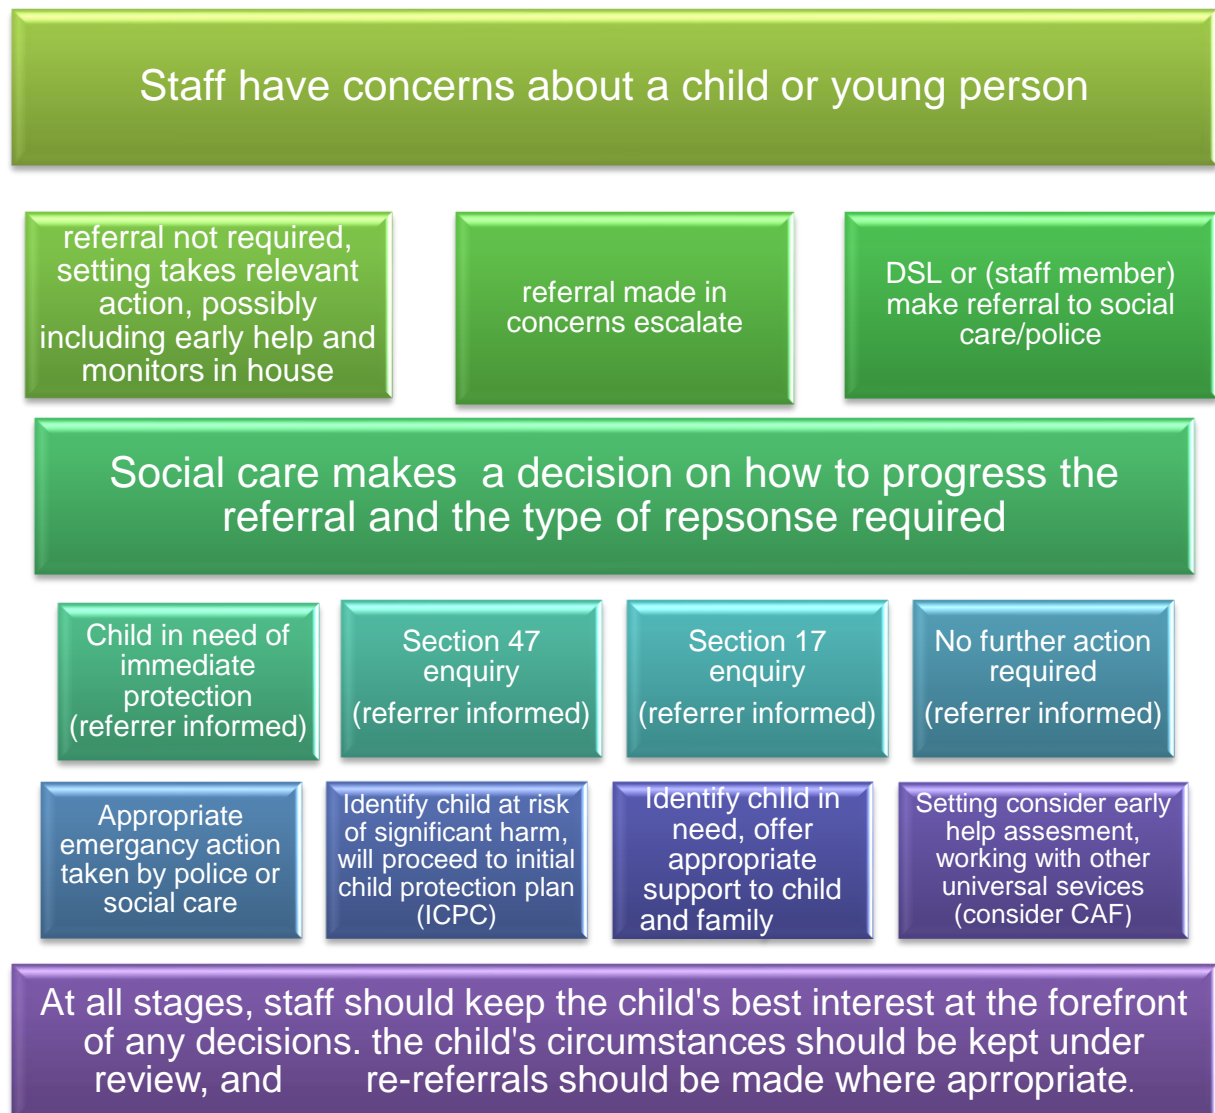 Staff have concerns about a child or young person
referral not required,
setting takes relevant
action, possibly
including early help and
monitors in house
referral made in
concerns escalate
DSL or (staff member)
make referral to social
care/police
Social care makes  a decision on how to progress the
referral and the type of repsonse required
Child in need of
immediate
protection
(referrer informed)
Section 47
enquiry
(referrer informed)
Section 17
enquiry
(referrer informed)
No further action
required
(referrer informed)
Appropriate
emergancy action
taken by police or
social care
Identify child at risk
of significant harm,
will proceed to initial
child protection plan
(ICPC)
Identify chIld in
need, offer
appropriate
support to child
and family
Setting consider early
help assesment,
working with other
universal sevices
(consider CAF)
At all stages, staff should keep the child's best interest at the forefront
of any decisions. the child's circumstances should be kept under
review, and        re-referrals should be made where aprropriate.